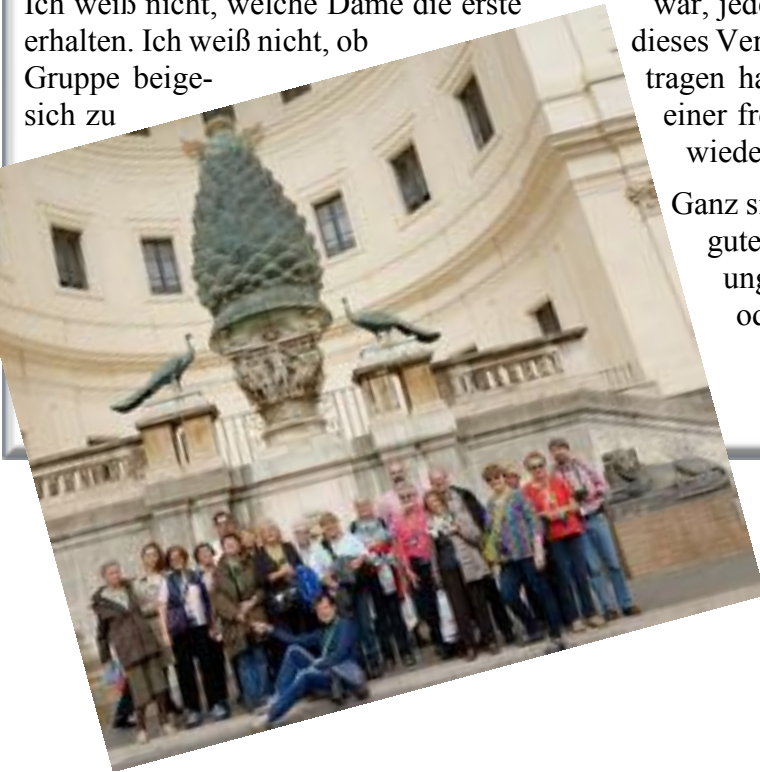 Ich weiß nicht, welche Dame die erste
erhalten. Ich weiß nicht, ob
Gruppe beige-
sich zu
war, jed
dieses Ver
tragen ha
einer fr
wiede
Ganz s
gute
ung
od